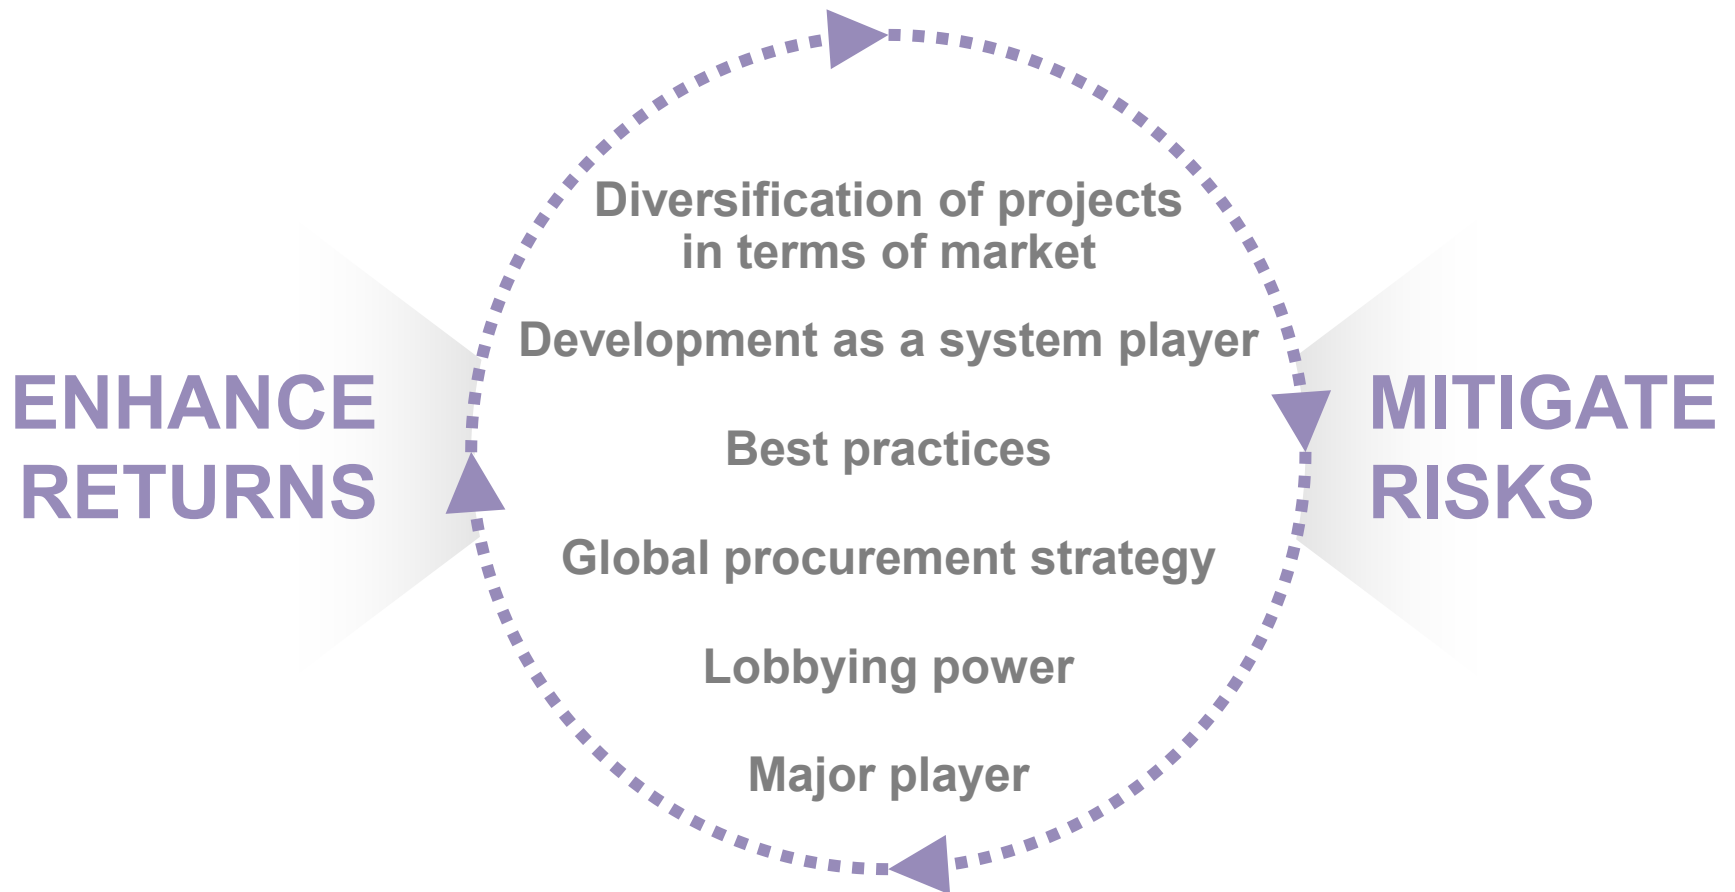 Diversification of projects
in terms of market
Development as a system player
ENHANCE
RETURNS
Best practices
MITIGATE
RISKS
Global procurement strategy
Lobbying power
Major player